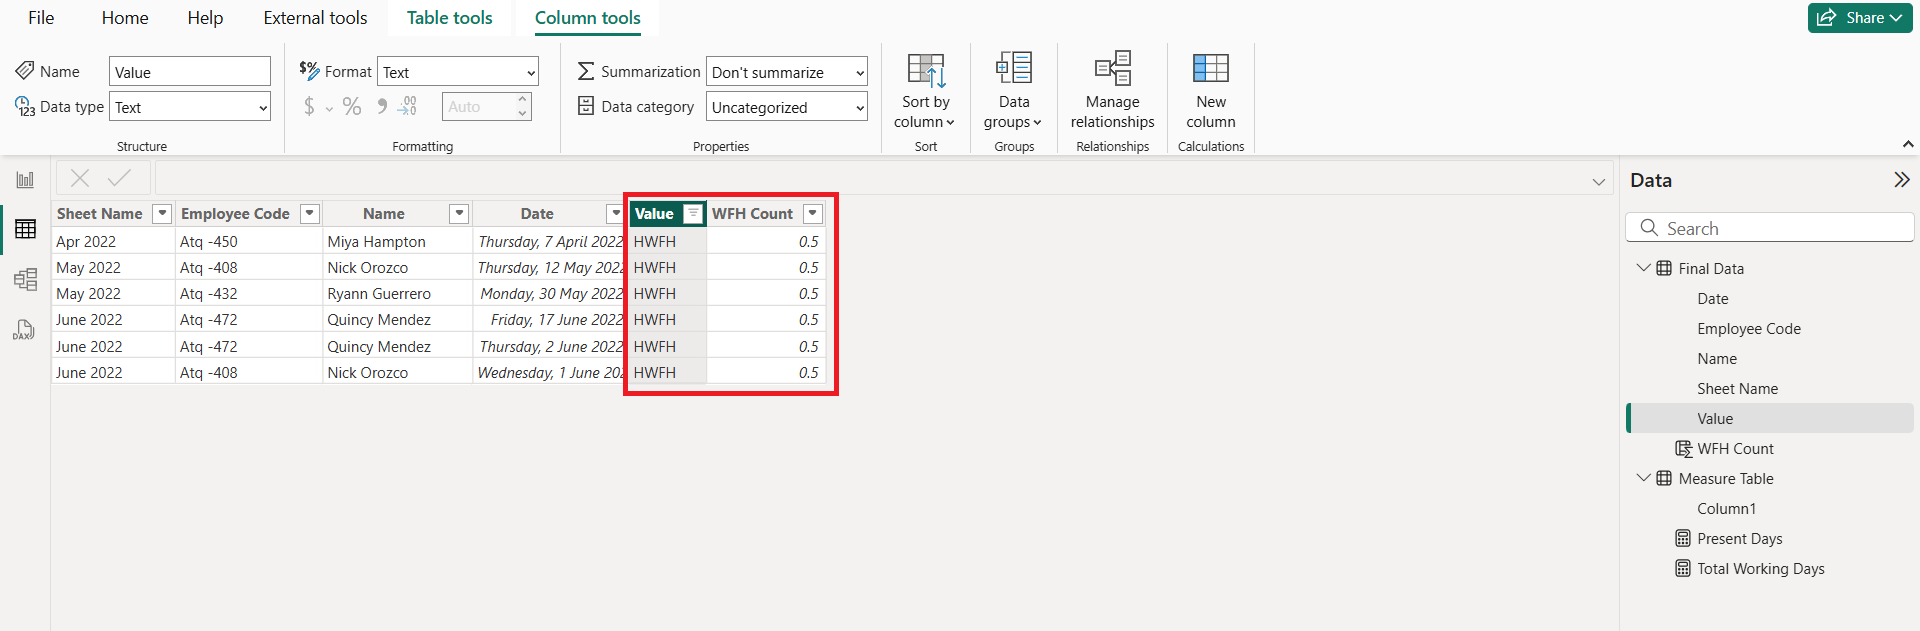 File Home Help External tools Table tools Column tools Share
Name Value $% Format Text Summarization Don't summarize
123 Data type Text $ % Auto Data category Uncategorized
Sort by column Data groups Manage relationships New column
Structure Formatting Properties Sort Groups Relationships Calculations
Data
Search
Sheet Name Employee Code Name Date Value WFH Count
Apr 2022 Atq -450 Miya Hampton Thursday, 7 April 2022 HWFH 0.5
May 2022 Atq -408 Nick Orozco Thursday, 12 May 2022 HWFH 0.5
May 2022 Atq -432 Ryann Guerrero Monday, 30 May 2022 HWFH 0.5
June 2022 Atq -472 Quincy Mendez Friday, 17 June 2022 HWFH 0.5
June 2022 Atq -472 Quincy Mendez Thursday, 2 June 2022 HWFH 0.5
June 2022 Atq -408 Nick Orozco Wednesday, 1 June 202 HWFH 0.5
DAX
Final Data
Date
Employee Code
Name
Sheet Name
Value
WFH Count
Measure Table
Column1
Present Days
Total Working Days